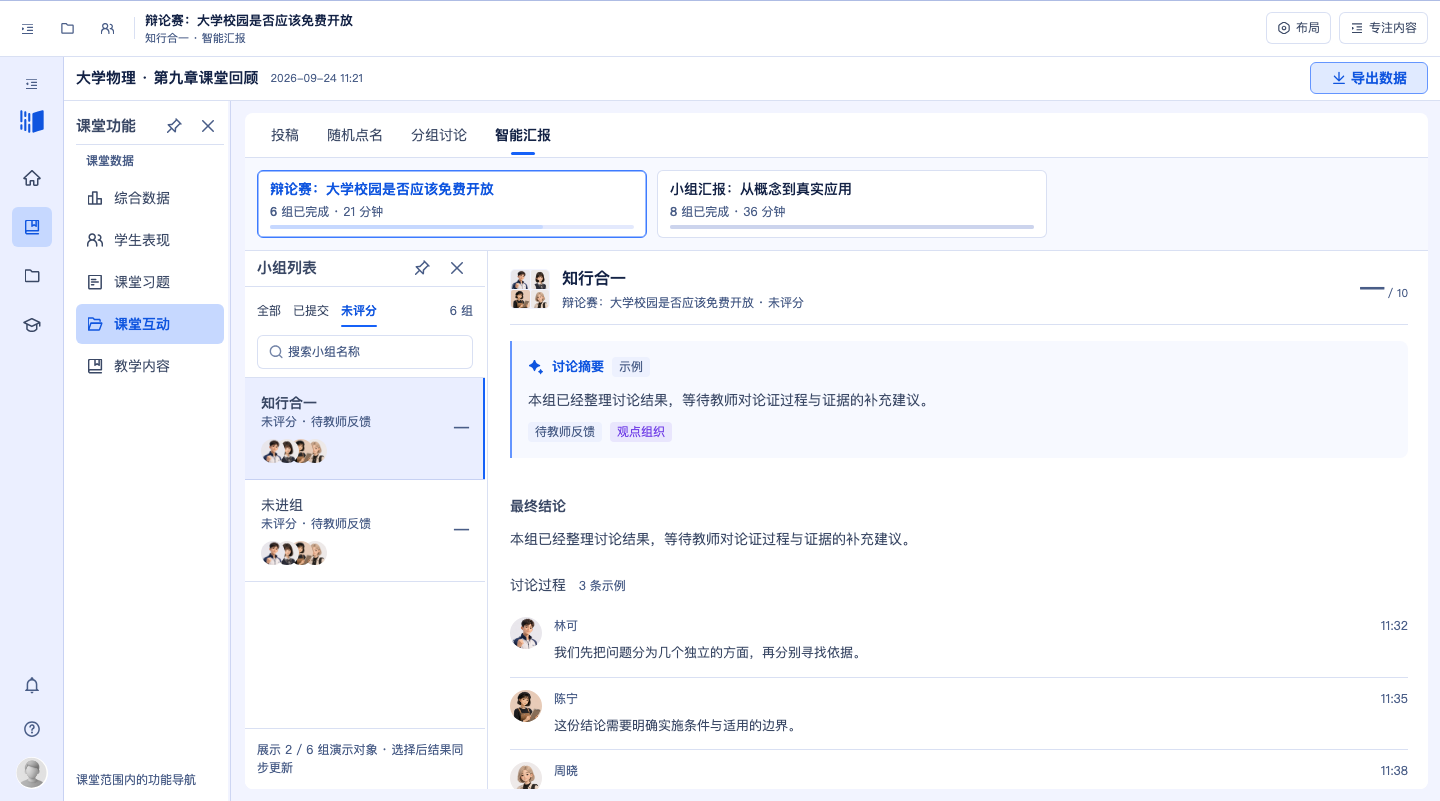 辩论赛：大学校园是否应该免费开放
知行合一 · 智能汇报
布局
专注内容
大学物理 · 第九章课堂回顾
2026-09-24 11:21
导出数据
课堂功能
课堂数据
综合数据
学生表现
课堂习题
课堂互动
教学内容
课堂范围内的功能导航
投稿
随机点名
分组讨论
智能汇报
辩论赛：大学校园是否应该免费开放
6 组已完成 · 21 分钟
小组汇报：从概念到真实应用
8 组已完成 · 36 分钟
小组列表
全部
已提交
未评分
6 组
搜索小组名称
知行合一
未评分 · 待教师反馈
—
未进组
未评分 · 待教师反馈
—
展示 2 / 6 组演示对象 · 选择后结果同
步更新
知行合一
辩论赛：大学校园是否应该免费开放 · 未评分
— / 10
讨论摘要
示例
本组已经整理讨论结果，等待教师对论证过程与证据的补充建议。
待教师反馈
观点组织
最终结论
本组已经整理讨论结果，等待教师对论证过程与证据的补充建议。
讨论过程
3 条示例
林可
11:32
我们先把问题分为几个独立的方面，再分别寻找依据。
陈宁
11:35
这份结论需要明确实施条件与适用的边界。
周晓
11:38